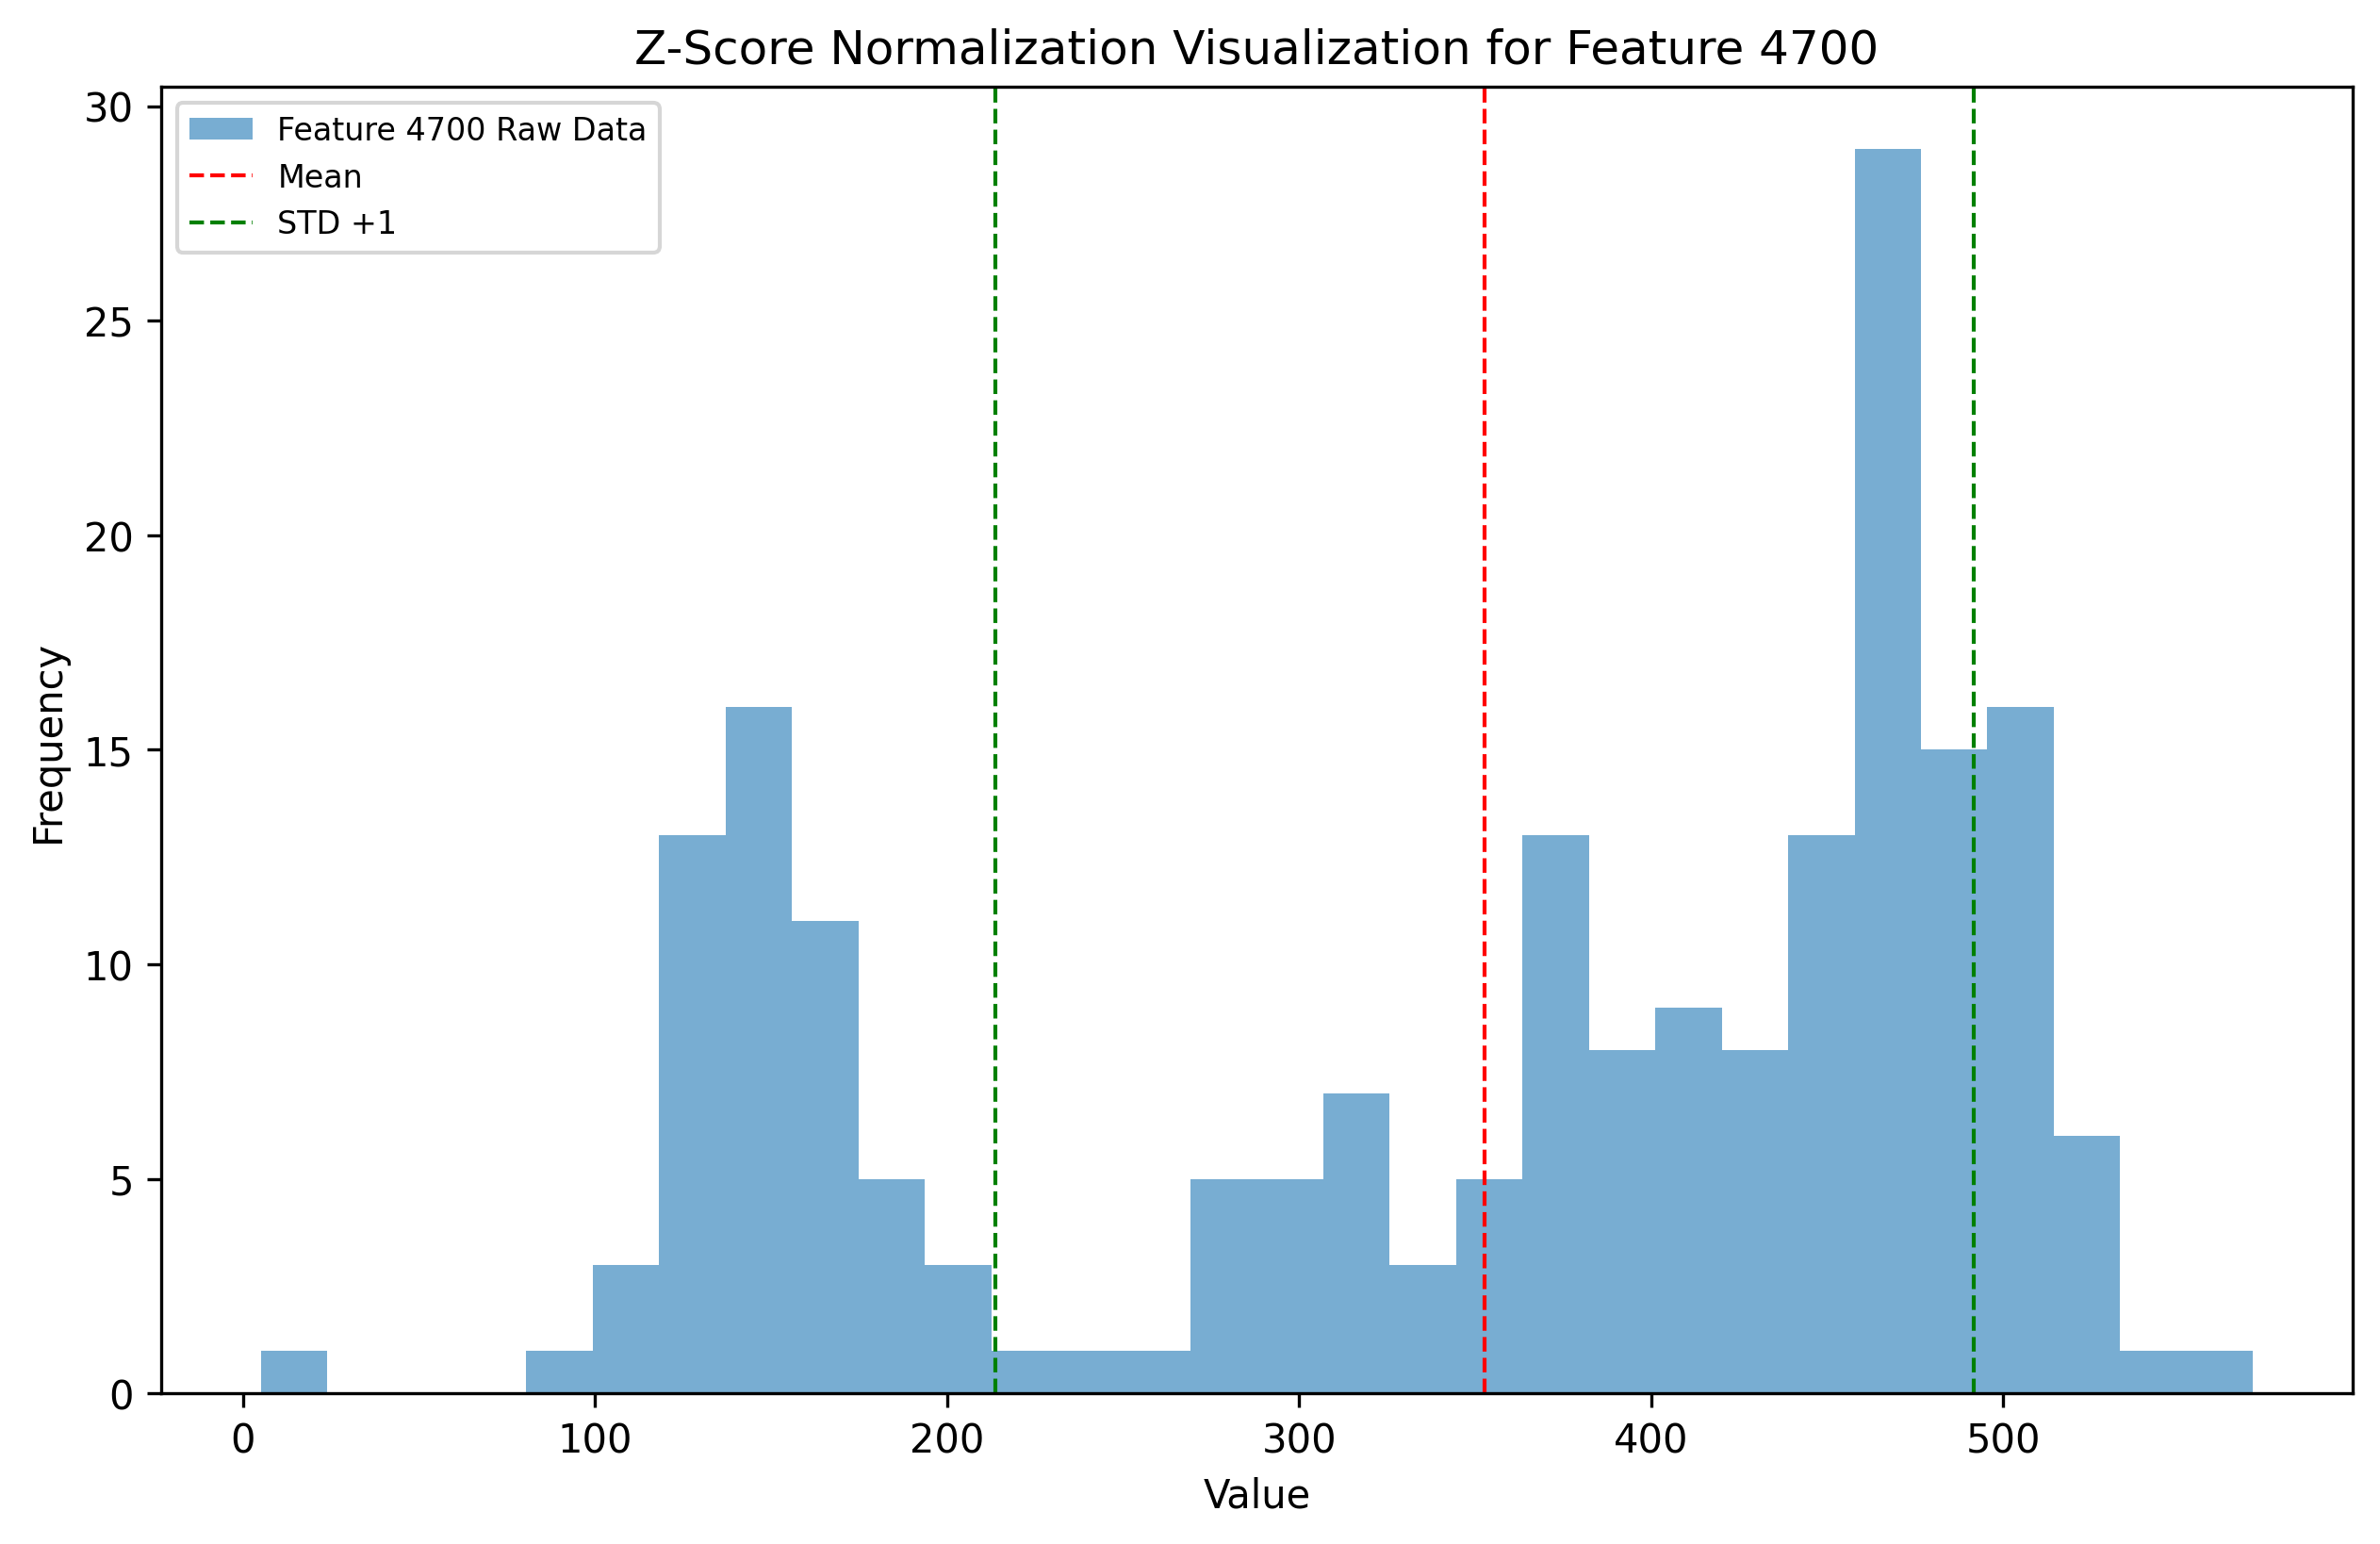 Z-Score Normalization Visualization for Feature 4700
Feature 4700 Raw Data
Mean
STD +1
30
25
20
15
10
5
0
Frequency
0 100 200 300 400 500
Value